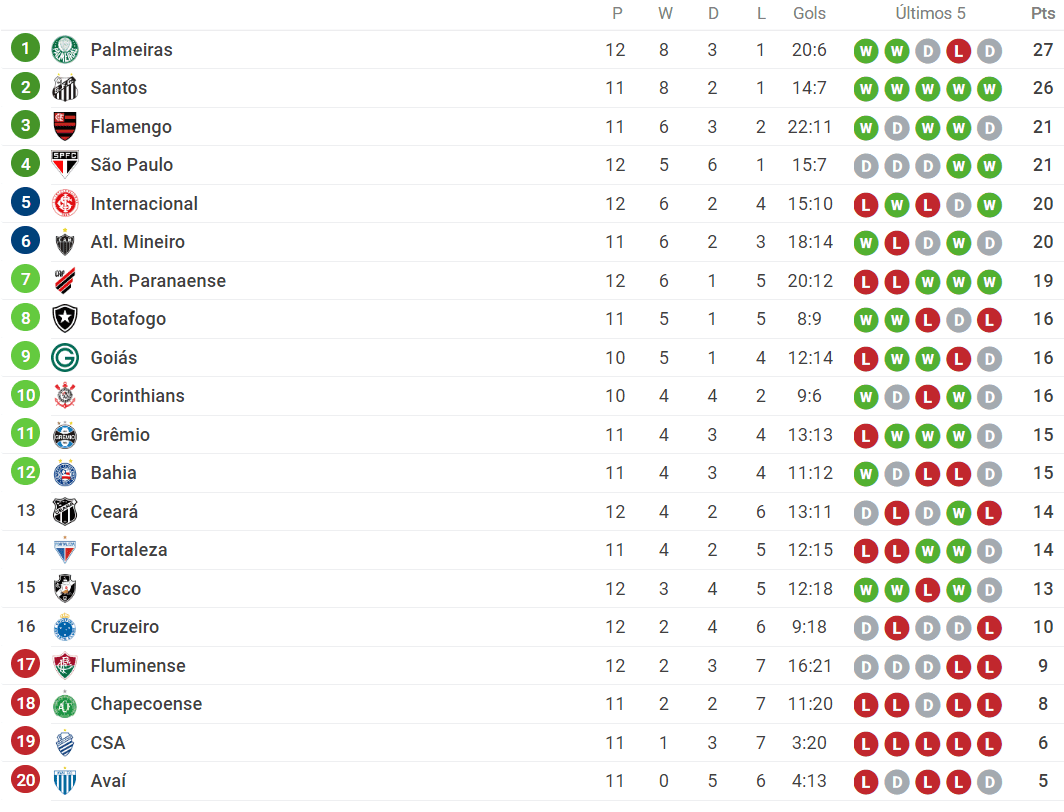 P W D L Gols Últimos 5 Pts
1 Palmeiras 12 8 3 1 20:6 W W D L D 27
2 Santos 11 8 2 1 14:7 W W W W W 26
3 Flamengo 11 6 3 2 22:11 W D W W D 21
4 SPFC São Paulo 12 5 6 1 15:7 D D D W W 21
5 Internacional 12 6 2 4 15:10 L W L D W 20
6 Atl. Mineiro 11 6 2 3 18:14 W L D W D 20
7 Ath. Paranaense 12 6 1 5 20:12 L L W W W 19
8 Botafogo 11 5 1 5 8:9 W W L D L 16
9 Goiás 10 5 1 4 12:14 L W W L D 16
10 Corinthians 10 4 4 2 9:6 W D L W D 16
11 GRÊMIO Grêmio 11 4 3 4 13:13 L W W W D 15
12 Bahia 11 4 3 4 11:12 W D L L D 15
13 Ceará 12 4 2 6 13:11 D L D W L 14
14 Fortaleza 11 4 2 5 12:15 L L W W D 14
15 Vasco 12 3 4 5 12:18 W W L W D 13
16 Cruzeiro 12 2 4 6 9:18 D L D D L 10
17 Fluminense 12 2 3 7 16:21 D D D L L 9
18 Chapecoense 11 2 2 7 11:20 L L D L L 8
19 CSA 11 1 3 7 3:20 L L L L L 6
20 Avaí 11 0 5 6 4:13 L D L L D 5